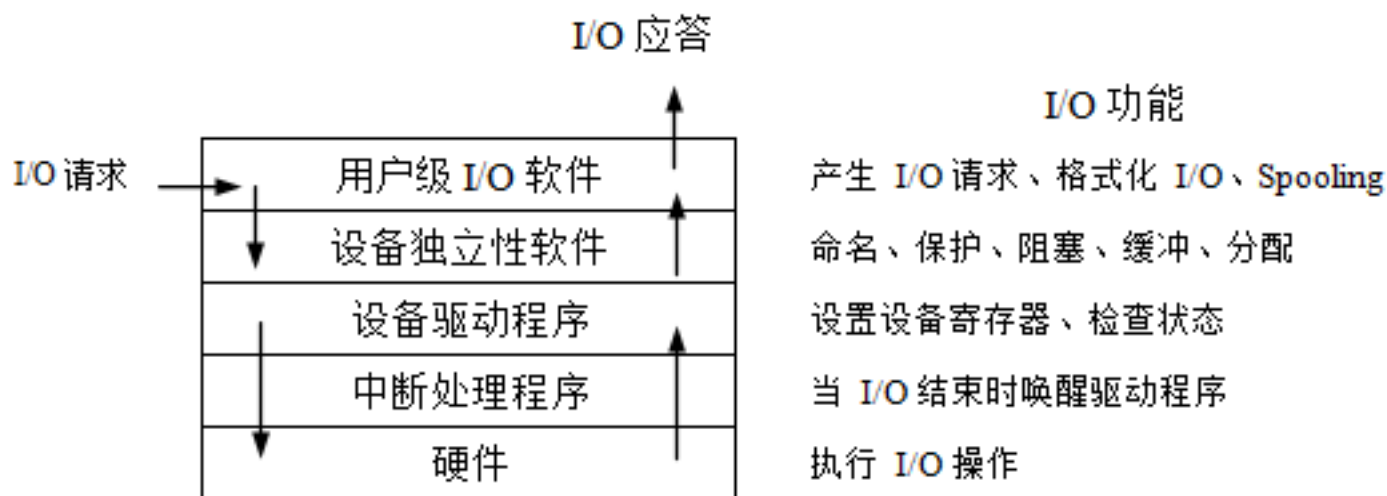 I/O 应答
I/O 功能
I/O 请求
用户级 I/O 软件
产生 I/O 请求、格式化 I/O、Spooling
设备独立性软件
命名、保护、阻塞、缓冲、分配
设备驱动程序
设置设备寄存器、检查状态
中断处理程序
当 I/O 结束时唤醒驱动程序
硬件
执行 I/O 操作